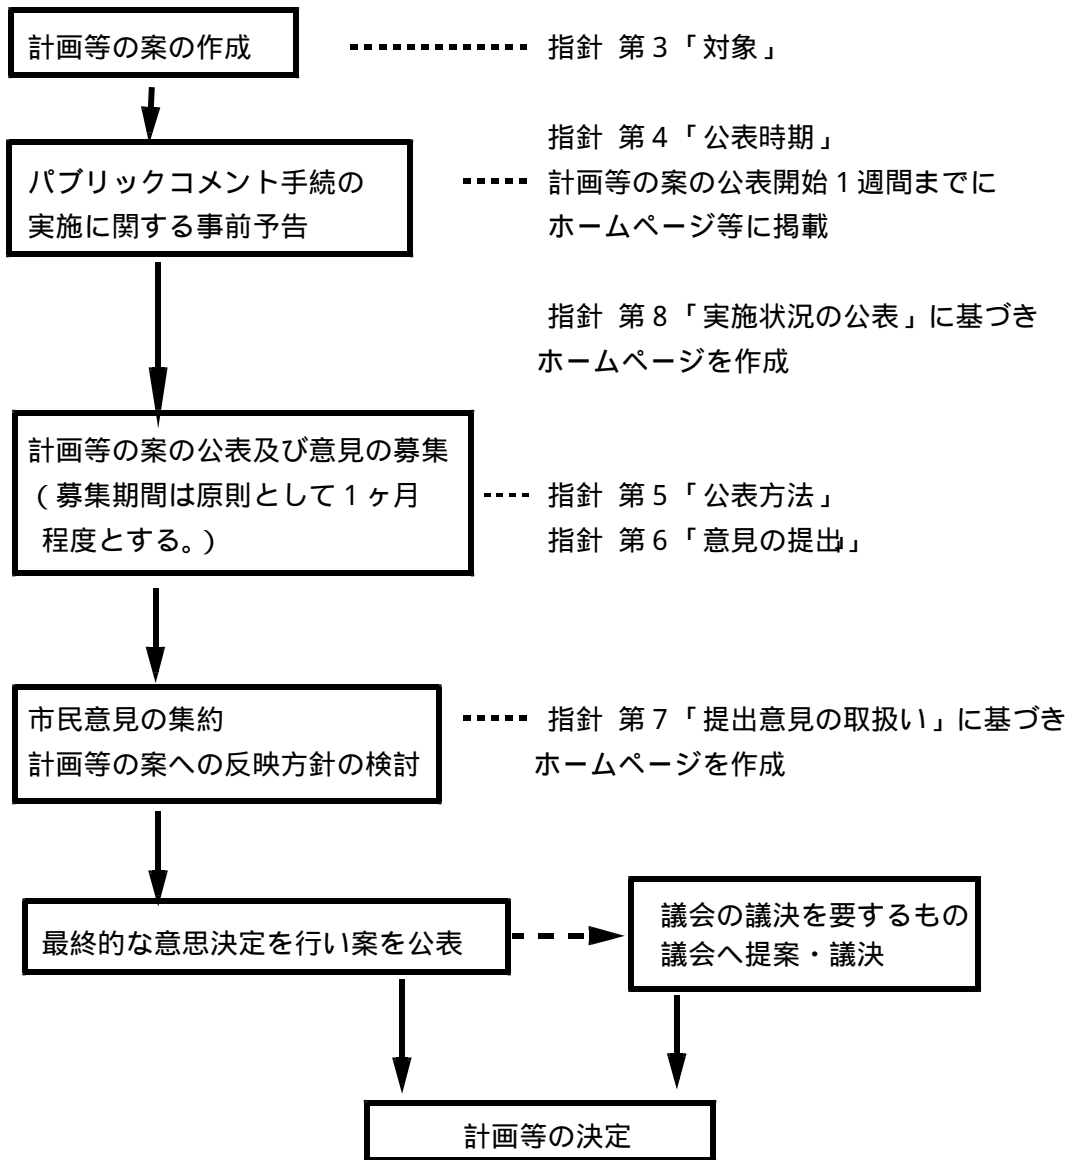 計画等の案の作成
指針 第3「対象」
指針 第4「公表時期」
パブリックコメント手続の
実施に関する事前予告
計画等の案の公表開始1週間までに
ホームページ等に掲載
指針 第8「実施状況の公表」に基づき
ホームページを作成
計画等の案の公表及び意見の募集
(募集期間は原則として1ヶ月
程度とする。)
指針 第5「公表方法」
指針 第6「意見の提出」
市民意見の集約
計画等の案への反映方針の検討
指針 第7「提出意見の取扱い」に基づき
ホームページを作成
最終的な意思決定を行い案を公表
議会の議決を要するもの
議会へ提案・議決
計画等の決定